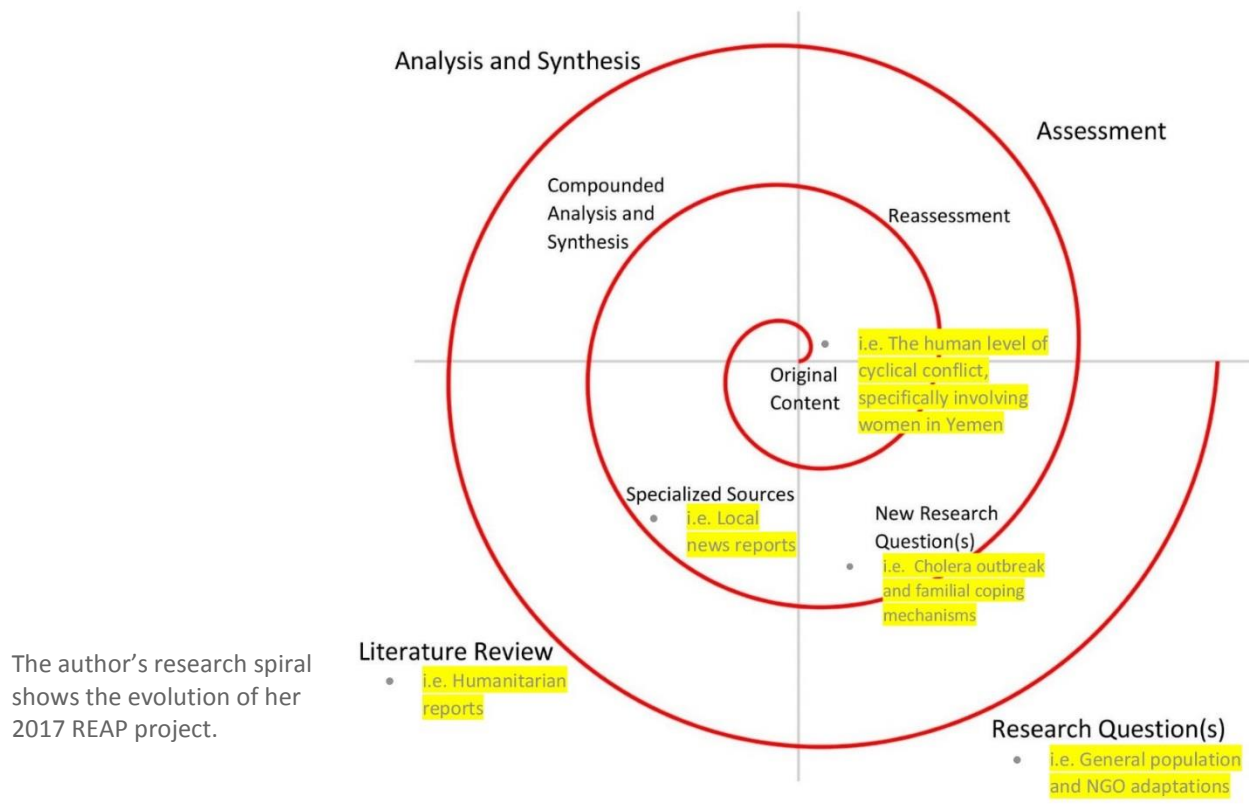 Analysis and Synthesis
Assessment
Compounded
Analysis and
Synthesis
Reassessment
Original
Content
• i.e. The human level of
cyclical conflict,
specifically involving
women in Yemen
Specialized Sources
• i.e. Local
news reports
New Research
Question(s)
• i.e. Cholera outbreak
and familial coping
mechanisms
Literature Review
• i.e. Humanitarian
reports
Research Question(s)
• i.e. General population
and NGO adaptations
The author’s research spiral
shows the evolution of her
2017 REAP project.